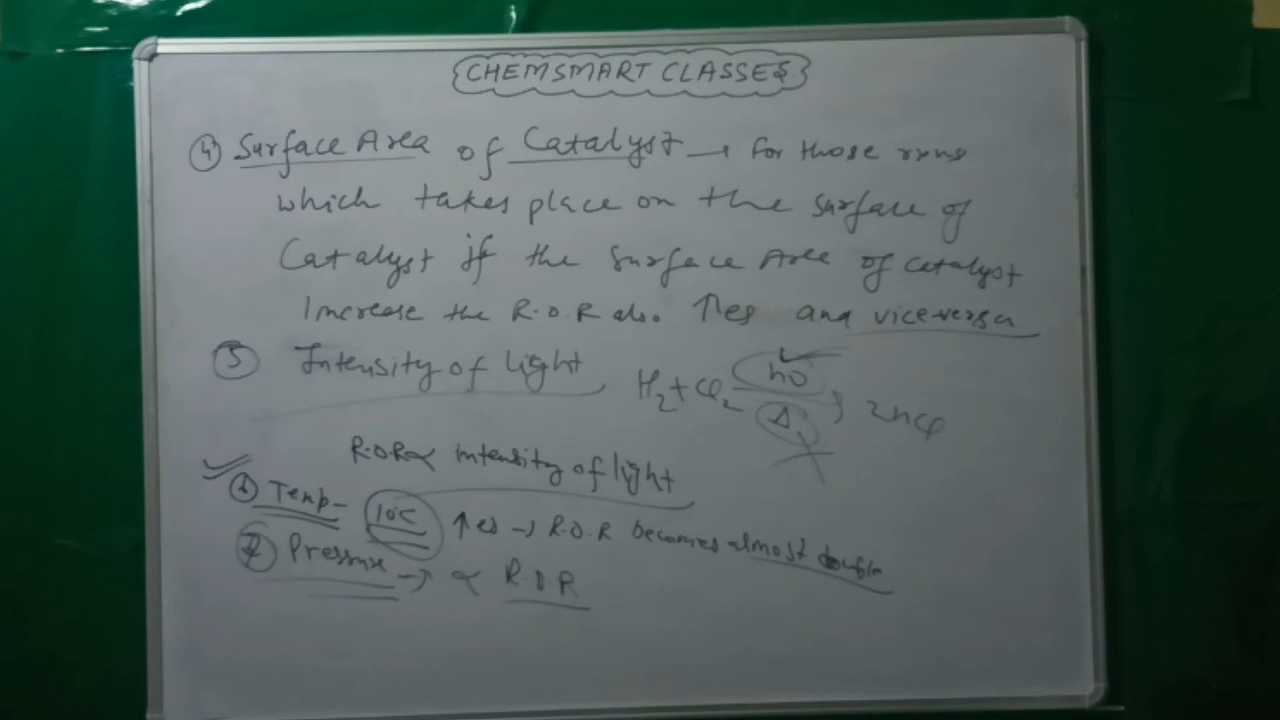 CHEMSMART CLASSES
④ Surface Area of Catalyst → for those rxns
which takes place on the surface of
Catalyst if the surface Area of catalyst
Increase the R.O.R also ↑es and vice-versa
⑤ Intensity of light H₂+Cl₂ hν Δ → 2HCl
R.O.R ∝ intensity of light
① Temp- 10°C ↑es → R.O.R becomes almost double
② Pressure → ∝ R.O.R